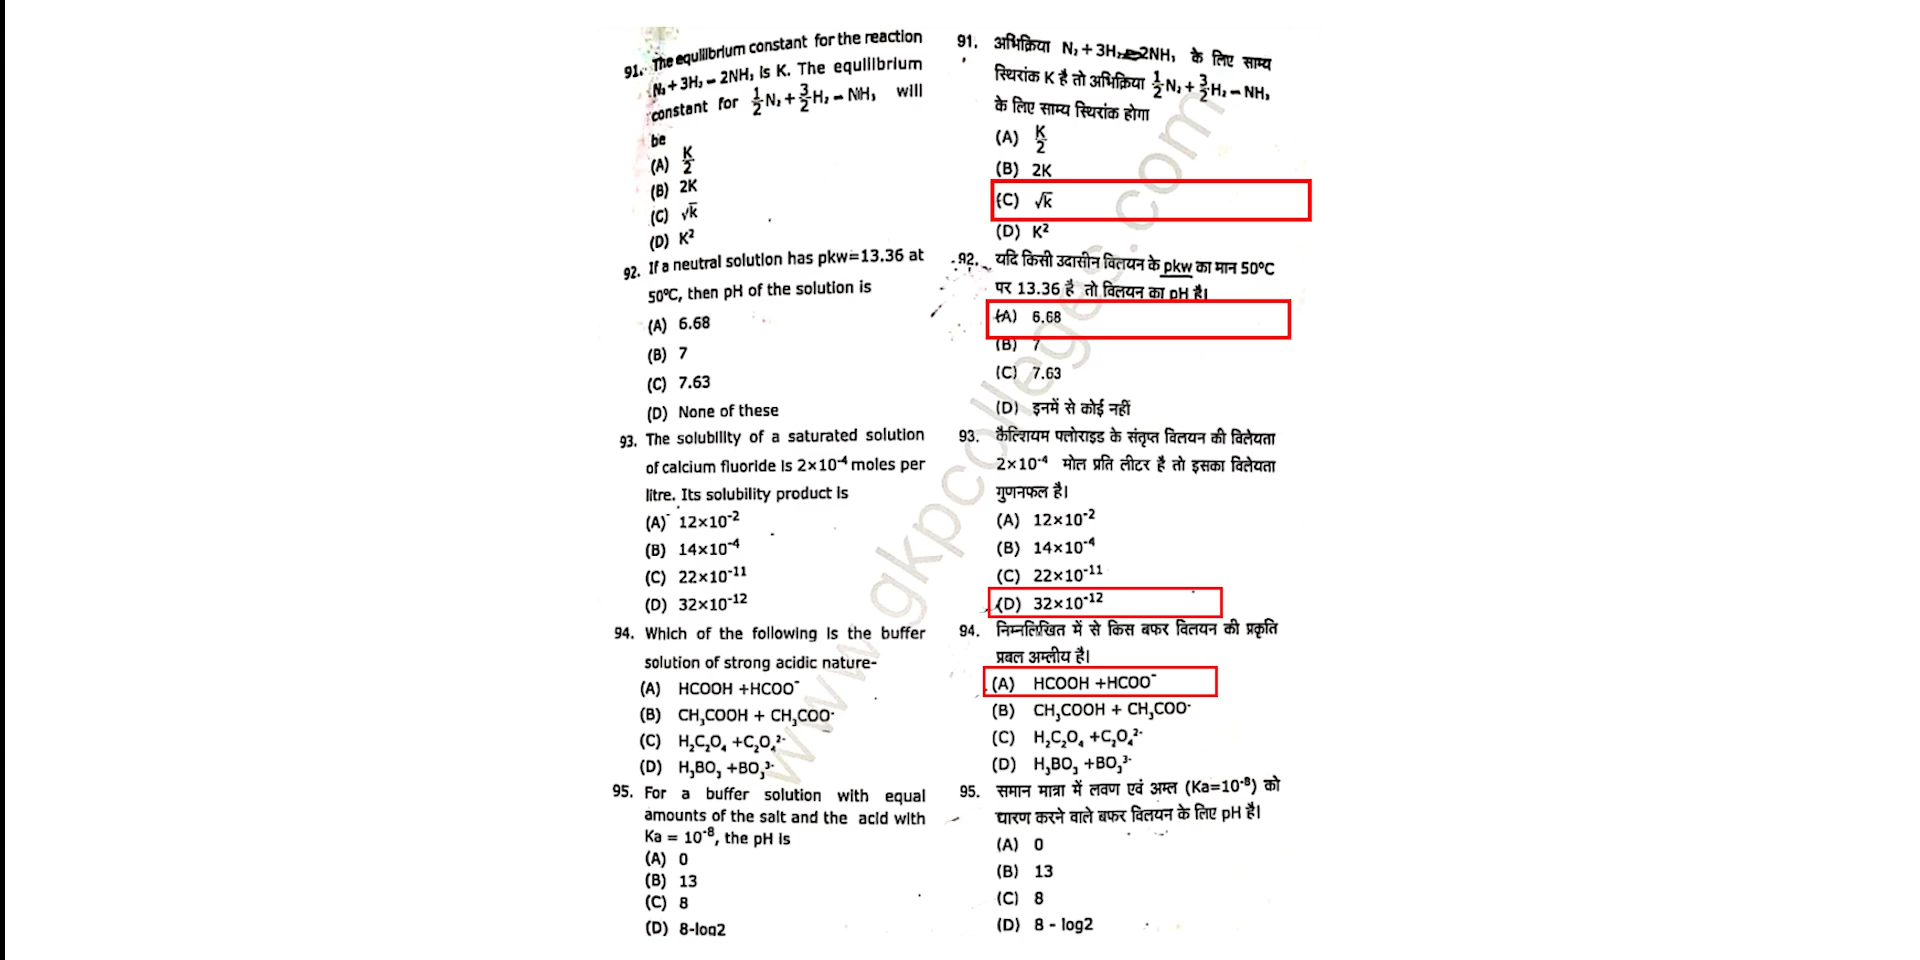 91. The equilibrium constant for the reaction
N₂ + 3H₂ ⇌ 2NH₃ is K. The equilibrium
constant for 1/2 N₂ + 3/2 H₂ ⇌ NH₃ will
be
(A) K/2
(B) 2K
(C) √k
(D) K²
92. If a neutral solution has pkw=13.36 at
50ºC, then pH of the solution is
(A) 6.68
(B) 7
(C) 7.63
(D) None of these
93. The solubility of a saturated solution
of calcium fluoride is 2×10⁻⁴ moles per
litre. Its solubility product is
(A) 12×10⁻²
(B) 14×10⁻⁴
(C) 22×10⁻¹¹
(D) 32×10⁻¹²
94. Which of the following is the buffer
solution of strong acidic nature-
(A) HCOOH +HCOO⁻
(B) CH₃COOH + CH₃COO⁻
(C) H₂C₂O₄ +C₂O₄²⁻
(D) H₃BO₃ +BO₃³⁻
95. For a buffer solution with equal
amounts of the salt and the acid with
Ka = 10⁻⁸, the pH is
(A) 0
(B) 13
(C) 8
(D) 8-log2
91. अभिक्रिया N₂ + 3H₂ ⇌ 2NH₃ के लिए साम्य
स्थिरांक K है तो अभिक्रिया 1/2 N₂ + 3/2 H₂ ⇌ NH₃
के लिए साम्य स्थिरांक होगा
(A) K/2
(B) 2K
(C) √k
(D) K²
92. यदि किसी उदासीन विलयन के pkw का मान 50ºC
पर 13.36 है तो विलयन का pH है।
(A) 6.68
(B) 7
(C) 7.63
(D) इनमें से कोई नहीं
93. कैल्शियम फ्लोराइड के संतृप्त विलयन की विलेयता
2×10⁻⁴ मोल प्रति लीटर है तो इसका विलेयता
गुणनफल है।
(A) 12×10⁻²
(B) 14×10⁻⁴
(C) 22×10⁻¹¹
(D) 32×10⁻¹²
94. निम्नलिखित में से किस बफर विलयन की प्रकृति
प्रबल अम्लीय है।
(A) HCOOH +HCOO⁻
(B) CH₃COOH + CH₃COO⁻
(C) H₂C₂O₄ +C₂O₄²⁻
(D) H₃BO₃ +BO₃³⁻
95. समान मात्रा में लवण एवं अम्ल (Ka=10⁻⁸) को
धारण करने वाले बफर विलयन के लिए pH है।
(A) 0
(B) 13
(C) 8
(D) 8 - log2
www.gkpcolleges.com